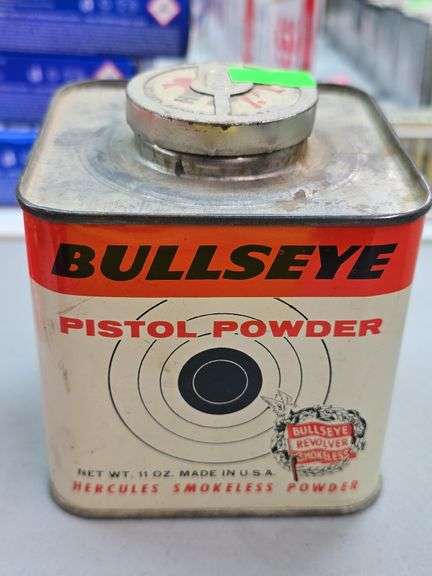 BULLSEYE
PISTOL POWDER
BULLSEYE
REVOLVER
SMOKELESS
NET WT. 11 OZ. MADE IN U.S.A.
HERCULES SMOKELESS POWDER